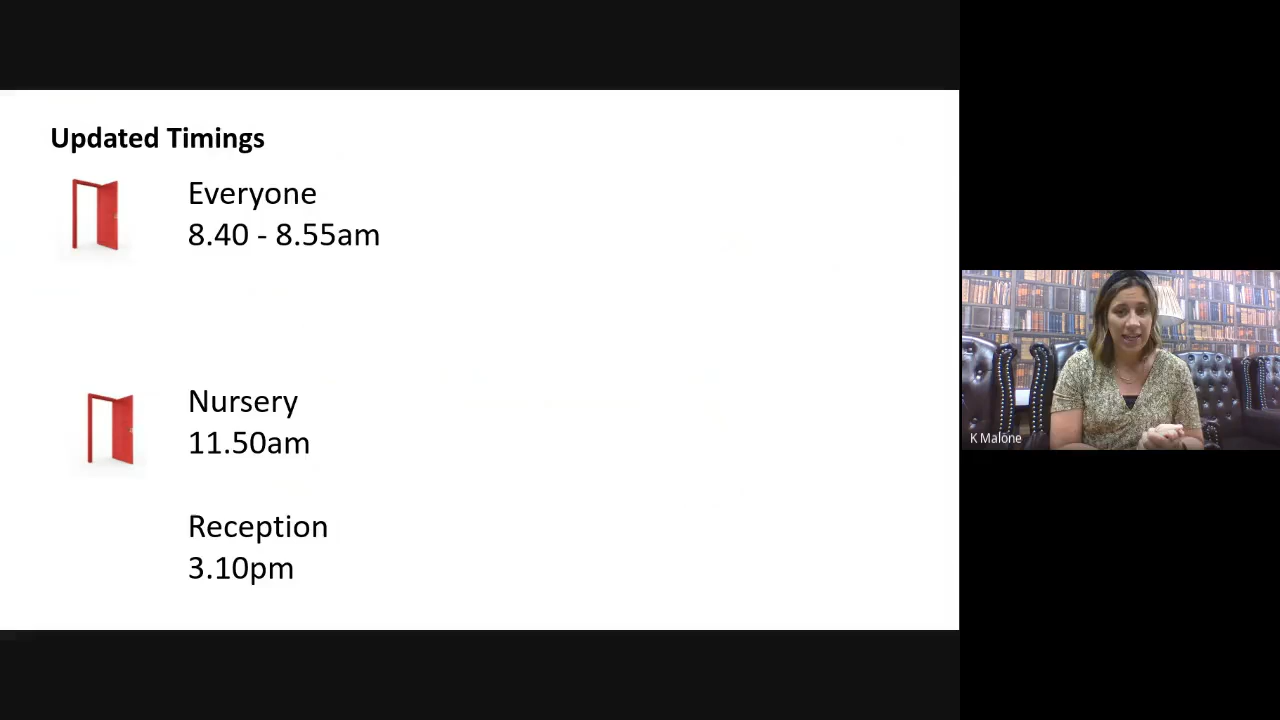 Updated Timings
Everyone
8.40 - 8.55am
Nursery
11.50am
Reception
3.10pm
K Malone